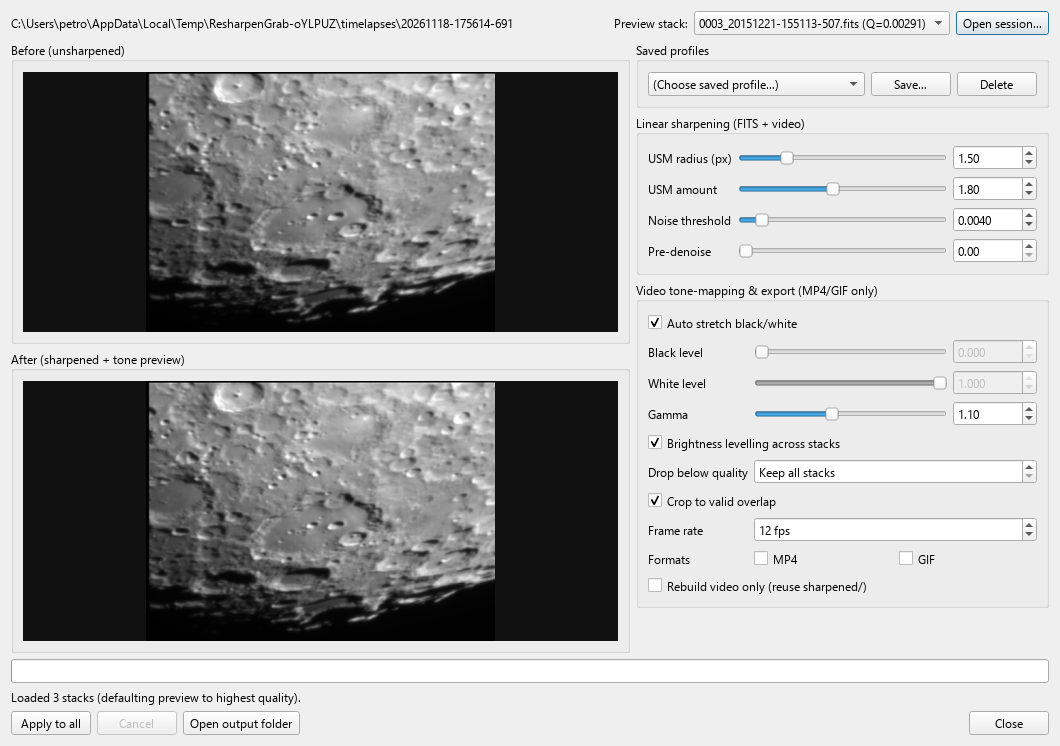 C:\Users\petro\AppData\Local\Temp\ResharpenGrab-oYLPUZ\timelapses\20261118-175614-691
Preview stack: 0003_20151221-155113-507.fits (Q=0.00291) Open session...
Before (unsharpened)
Saved profiles
(Choose saved profile...) Save... Delete
Linear sharpening (FITS + video)
USM radius (px) 1.50
USM amount 1.80
Noise threshold 0.0040
Pre-denoise 0.00
Video tone-mapping & export (MP4/GIF only)
Auto stretch black/white
Black level 0.000
White level 1.000
Gamma 1.10
Brightness levelling across stacks
Drop below quality Keep all stacks
Crop to valid overlap
Frame rate 12 fps
Formats MP4 GIF
Rebuild video only (reuse sharpened/)
After (sharpened + tone preview)
Loaded 3 stacks (defaulting preview to highest quality).
Apply to all Cancel Open output folder Close